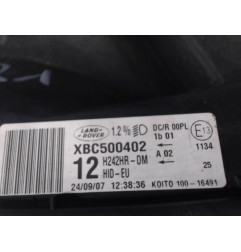 LAND ROVER 1.2% DC/R 00PL E13
1b 01
XBC500402 1134
12 H242HR-DM A 02
HID-EU 25
24/09/07 12:38:36 KOITO 100-16491